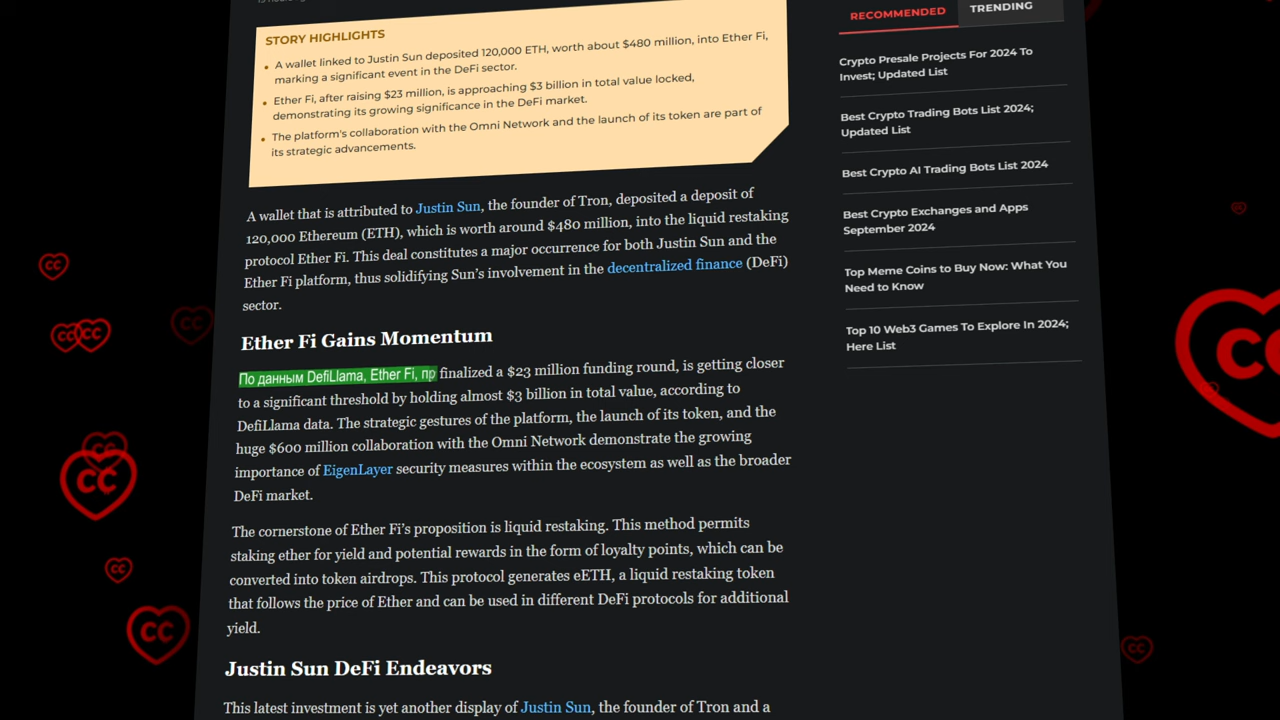 STORY HIGHLIGHTS
A wallet linked to Justin Sun deposited 120,000 ETH, worth about $480 million, into Ether Fi,
marking a significant event in the DeFi sector.
Ether Fi, after raising $23 million, is approaching $3 billion in total value locked,
demonstrating its growing significance in the DeFi market.
The platform's collaboration with the Omni Network and the launch of its token are part of
its strategic advancements.
A wallet that is attributed to Justin Sun, the founder of Tron, deposited a deposit of
120,000 Ethereum (ETH), which is worth around $480 million, into the liquid restaking
protocol Ether Fi. This deal constitutes a major occurrence for both Justin Sun and the
Ether Fi platform, thus solidifying Sun's involvement in the decentralized finance (DeFi)
sector.
Ether Fi Gains Momentum
По данным DefiLlama, Ether Fi, пр finalized a $23 million funding round, is getting closer
to a significant threshold by holding almost $3 billion in total value, according to
DefiLlama data. The strategic gestures of the platform, the launch of its token, and the
huge $600 million collaboration with the Omni Network demonstrate the growing
importance of EigenLayer security measures within the ecosystem as well as the broader
DeFi market.
The cornerstone of Ether Fi's proposition is liquid restaking. This method permits
staking ether for yield and potential rewards in the form of loyalty points, which can be
converted into token airdrops. This protocol generates eETH, a liquid restaking token
that follows the price of Ether and can be used in different DeFi protocols for additional
yield.
Justin Sun DeFi Endeavors
This latest investment is yet another display of Justin Sun, the founder of Tron and a
RECOMMENDED
TRENDING
Crypto Presale Projects For 2024 To
Invest; Updated List
Best Crypto Trading Bots List 2024;
Updated List
Best Crypto AI Trading Bots List 2024
Best Crypto Exchanges and Apps
September 2024
Top Meme Coins to Buy Now: What You
Need to Know
Top 10 Web3 Games To Explore In 2024;
Here List
CC
CC
CC
CC
CC
CC
CC
CC
CC
CC